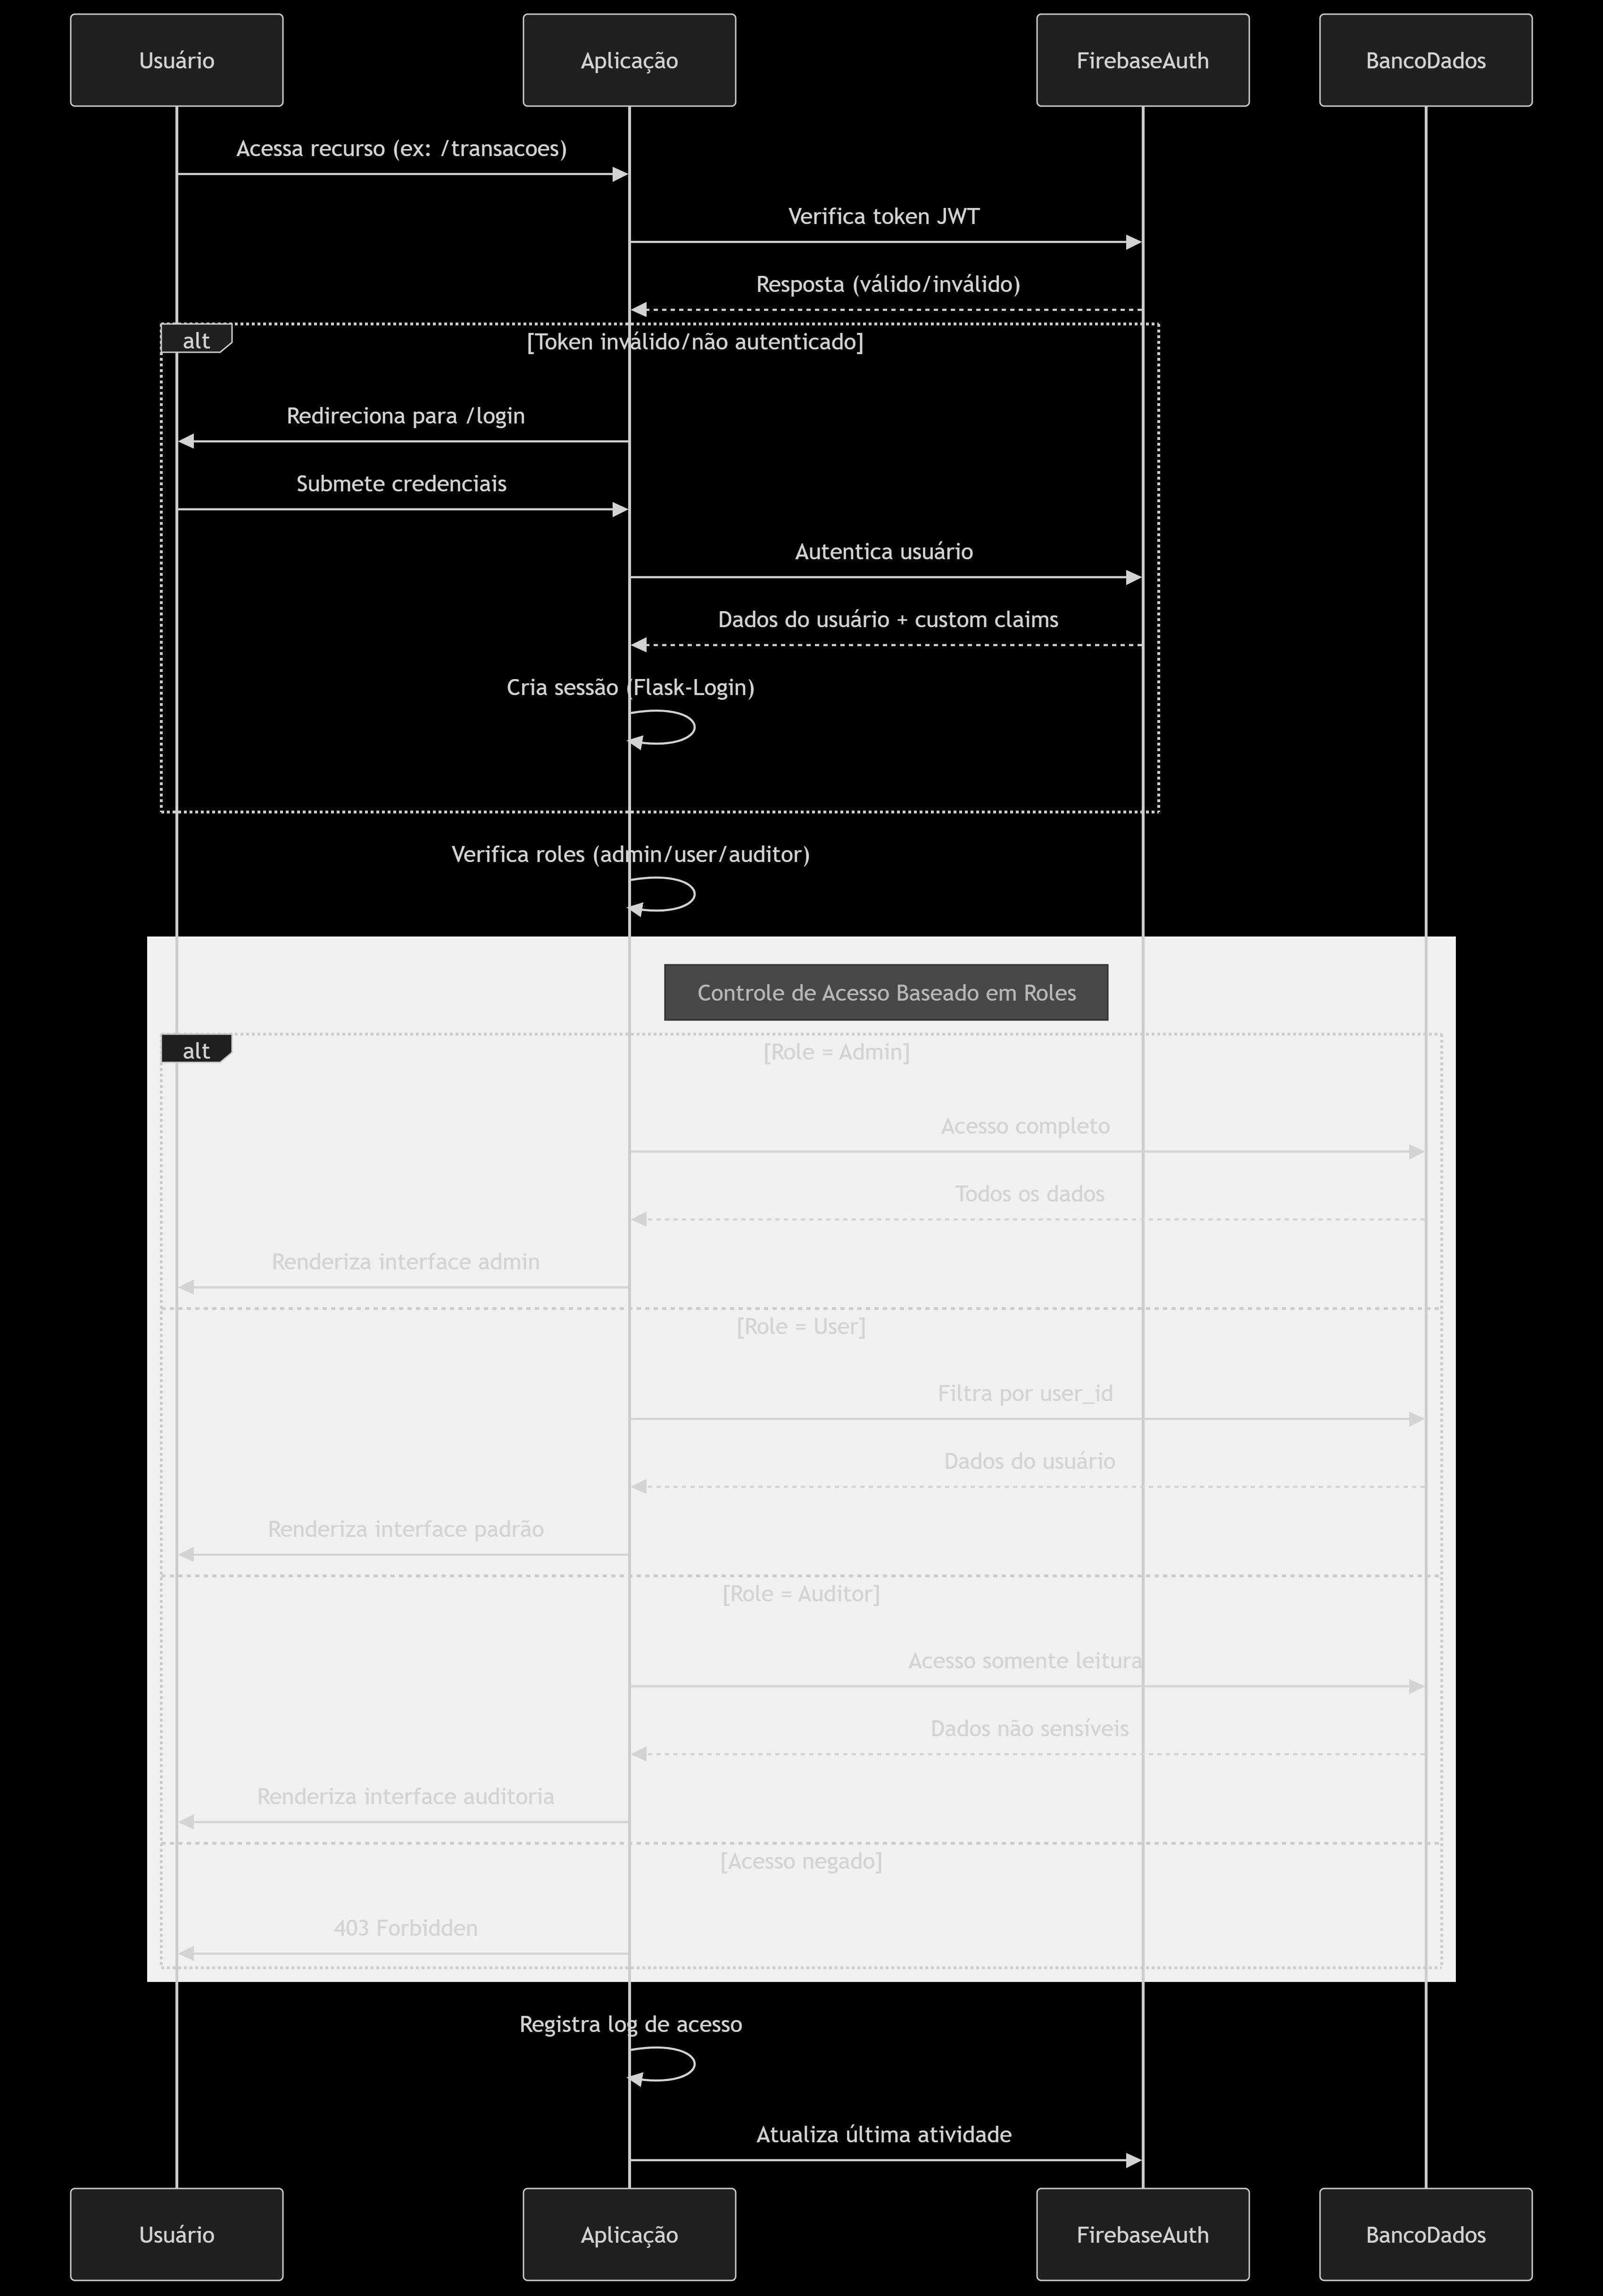 Usuário
Aplicação
FirebaseAuth
BancoDados
Acessa recurso (ex: /transacoes)
Verifica token JWT
Resposta (válido/inválido)
alt
[Token inválido/não autenticado]
Redireciona para /login
Submete credenciais
Autentica usuário
Dados do usuário + custom claims
Cria sessão (Flask-Login)
Verifica roles (admin/user/auditor)
Controle de Acesso Baseado em Roles
alt
[Role = Admin]
Acesso completo
Todos os dados
Renderiza interface admin
[Role = User]
Filtra por user_id
Dados do usuário
Renderiza interface padrão
[Role = Auditor]
Acesso somente leitura
Dados não sensíveis
Renderiza interface auditoria
[Acesso negado]
403 Forbidden
Registra log de acesso
Atualiza última atividade
Usuário
Aplicação
FirebaseAuth
BancoDados